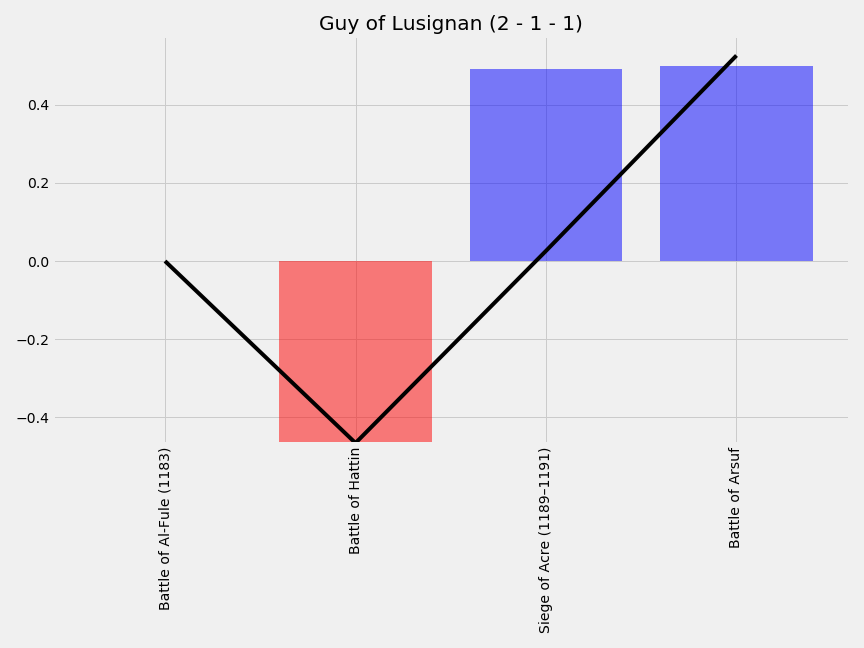 Guy of Lusignan (2 - 1 - 1)
0.4
0.2
0.0
−0.2
−0.4
Battle of Al-Fule (1183)
Battle of Hattin
Siege of Acre (1189–1191)
Battle of Arsuf